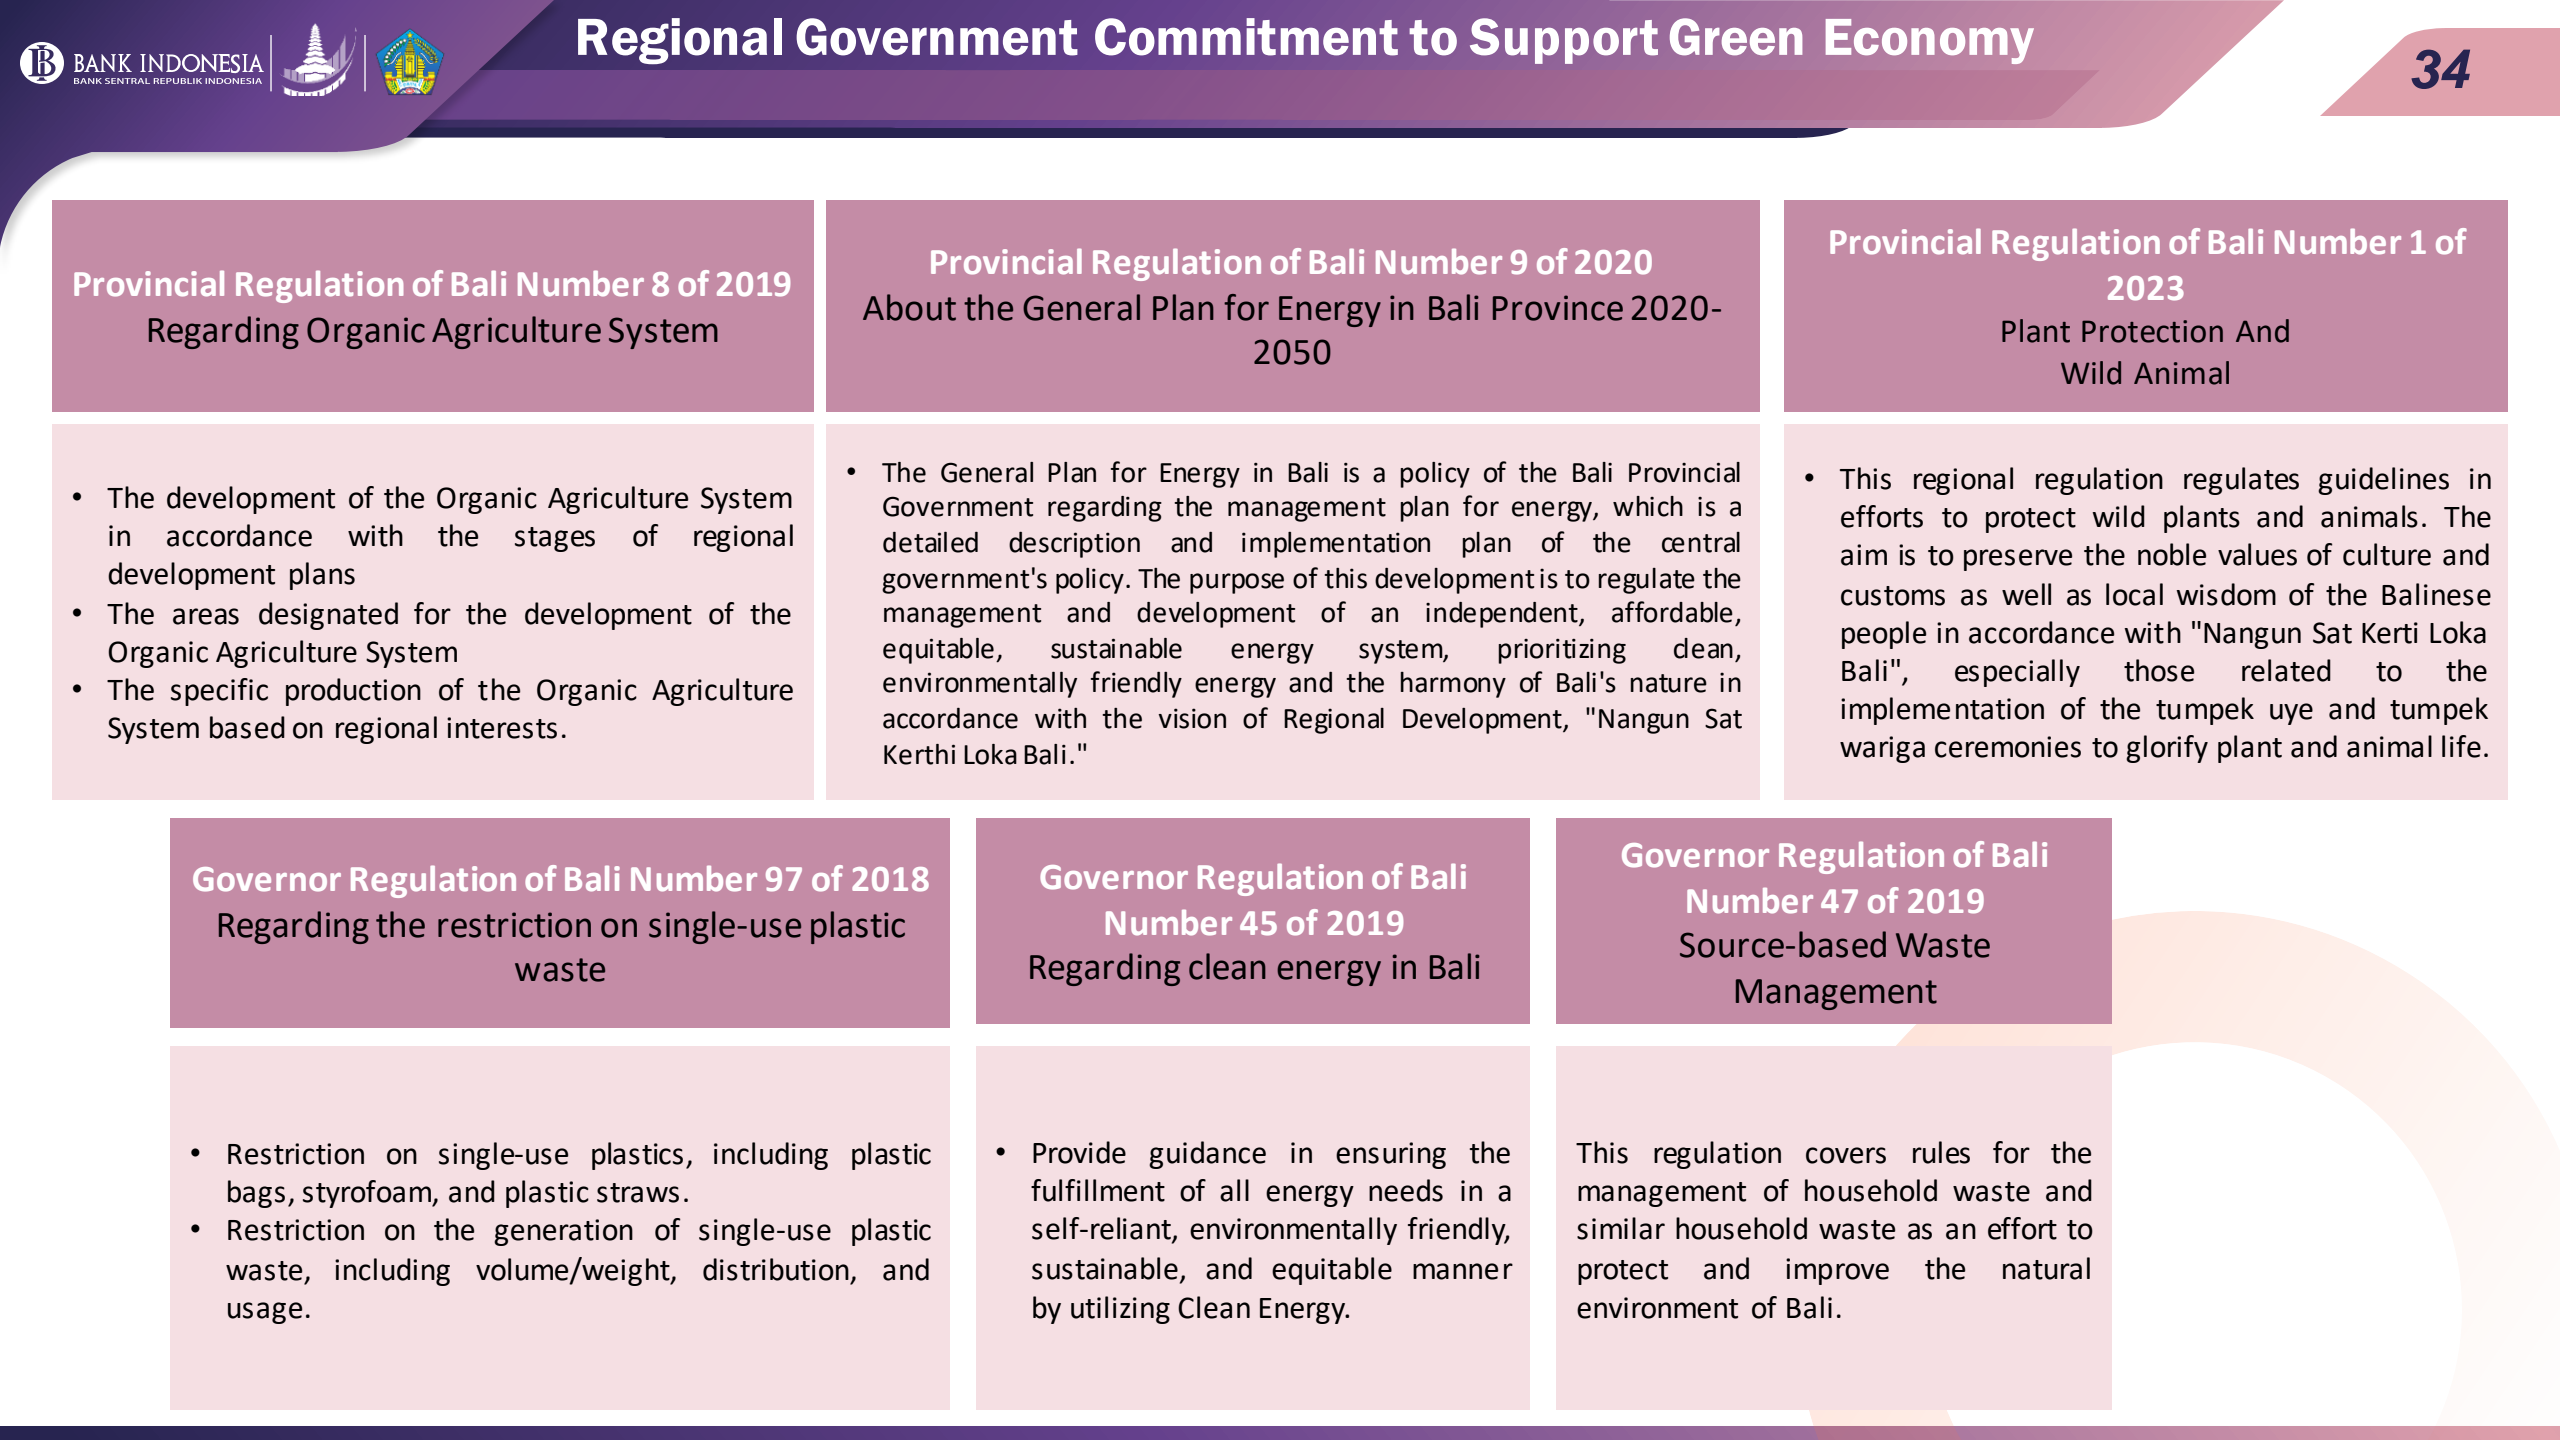 Regional Government Commitment to Support Green Economy
BANK INDONESIA
BANK SENTRAL REPUBLIK INDONESIA
34
Provincial Regulation of Bali Number 8 of 2019
Regarding Organic Agriculture System
• The development of the Organic Agriculture System
in accordance with the stages of regional
development plans
• The areas designated for the development of the
Organic Agriculture System
• The specific production of the Organic Agriculture
System based on regional interests.
Provincial Regulation of Bali Number 9 of 2020
About the General Plan for Energy in Bali Province 2020-
2050
• The General Plan for Energy in Bali is a policy of the Bali Provincial
Government regarding the management plan for energy, which is a
detailed description and implementation plan of the central
government's policy. The purpose of this development is to regulate the
management and development of an independent, affordable,
equitable, sustainable energy system, prioritizing clean,
environmentally friendly energy and the harmony of Bali's nature in
accordance with the vision of Regional Development, "Nangun Sat
Kerthi Loka Bali."
Provincial Regulation of Bali Number 1 of
2023
Plant Protection And
Wild Animal
• This regional regulation regulates guidelines in
efforts to protect wild plants and animals. The
aim is to preserve the noble values of culture and
customs as well as local wisdom of the Balinese
people in accordance with "Nangun Sat Kerti Loka
Bali", especially those related to the
implementation of the tumpek uye and tumpek
wariga ceremonies to glorify plant and animal life.
Governor Regulation of Bali Number 97 of 2018
Regarding the restriction on single-use plastic
waste
• Restriction on single-use plastics, including plastic
bags, styrofoam, and plastic straws.
• Restriction on the generation of single-use plastic
waste, including volume/weight, distribution, and
usage.
Governor Regulation of Bali
Number 45 of 2019
Regarding clean energy in Bali
• Provide guidance in ensuring the
fulfillment of all energy needs in a
self-reliant, environmentally friendly,
sustainable, and equitable manner
by utilizing Clean Energy.
Governor Regulation of Bali
Number 47 of 2019
Source-based Waste
Management
This regulation covers rules for the
management of household waste and
similar household waste as an effort to
protect and improve the natural
environment of Bali.